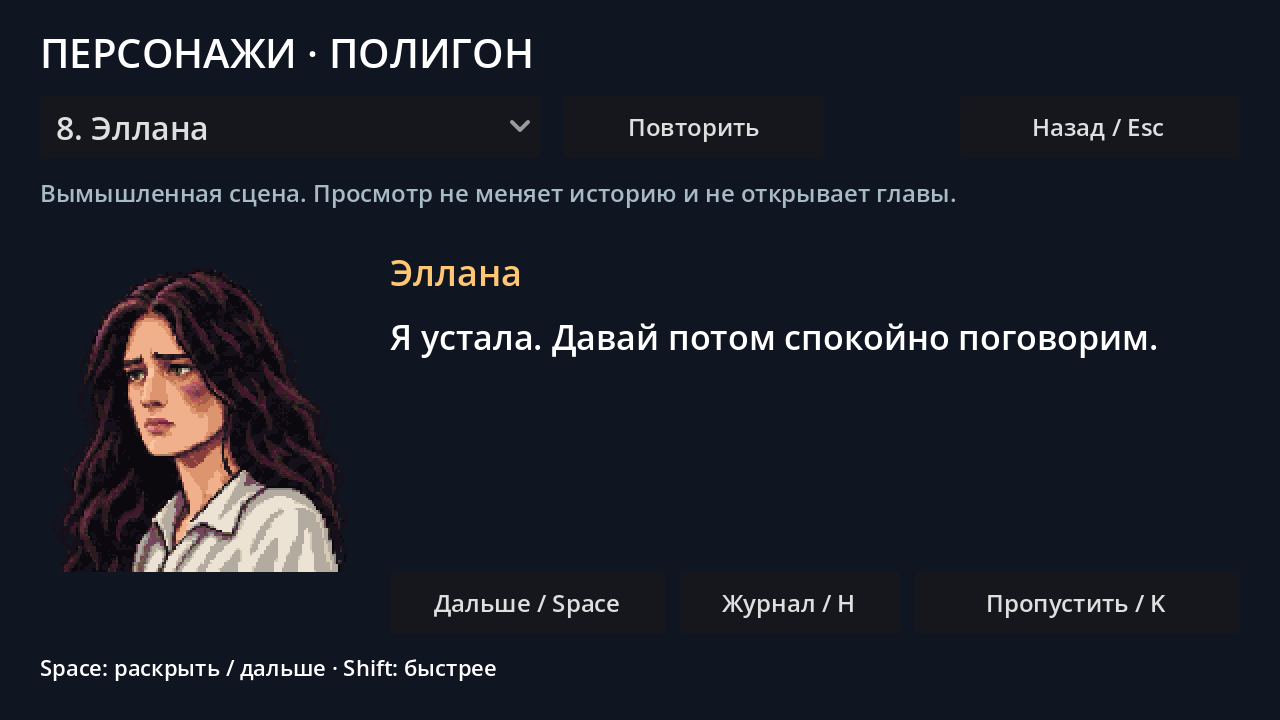 ПЕРСОНАЖИ · ПОЛИГОН
8. Эллана
Повторить
Назад / Esc
Вымышленная сцена. Просмотр не меняет историю и не открывает главы.
Эллана
Я устала. Давай потом спокойно поговорим.
Дальше / Space
Журнал / H
Пропустить / K
Space: раскрыть / дальше · Shift: быстрее